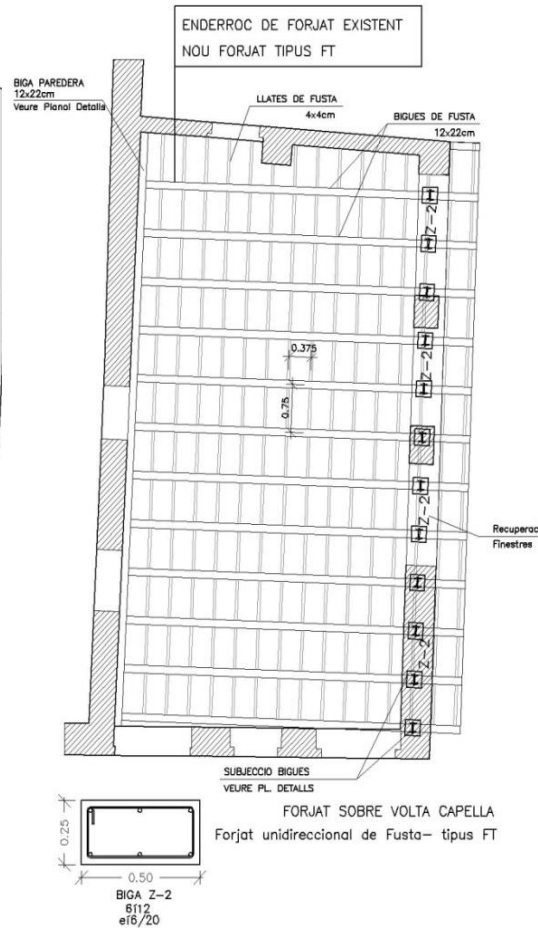 ENDERROC DE FORJAT EXISTENT
NOU FORJAT TIPUS FT
BIGA PAREDERA
12x22cm
Veure Planol Detalls
LLATES DE FUSTA
4x4cm
BIGUES DE FUSTA
12x22cm
Z-2
0.375
0.75
Z-2
Z-2
Recuperac
Finestres
Z-2
SUBJECCIO BIGUES
VEURE PL. DETALLS
FORJAT SOBRE VOLTA CAPELLA
Forjat unidireccional de Fusta- tipus FT
0.25
0.50
BIGA Z-2
6í12
eí6/20